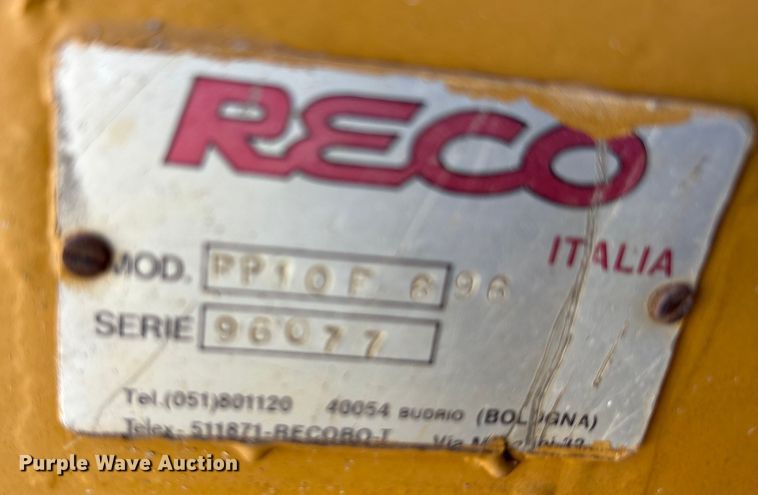 RECO
ITALIA
MOD. PP10F 696
SERIE 96077
Tel.(051)801120 40054 BUDRIO (BOLOGNA)
Telex- 511871-RECORO-T Via
Purple Wave Auction